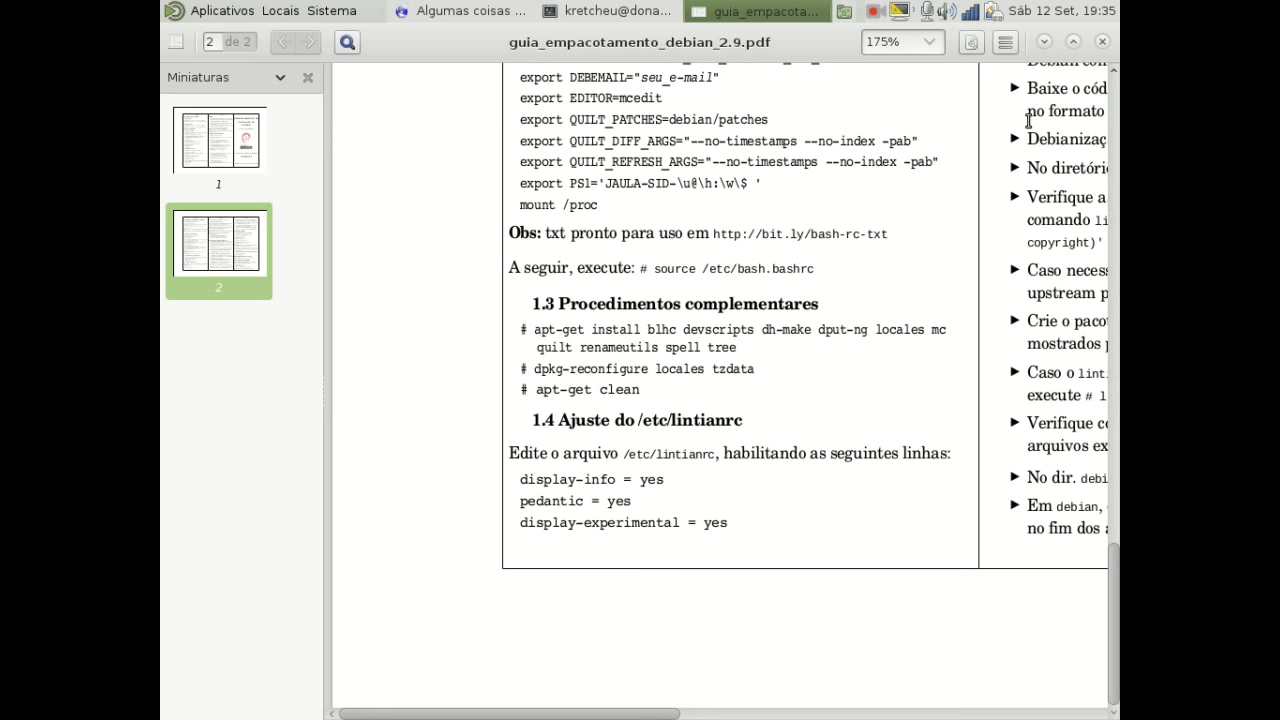 Aplicativos Locais Sistema
Algumas coisas ...
kretcheu@dona...
guia_empacota...
Sáb 12 Set, 19:35
2 de 2
guia_empacotamento_debian_2.9.pdf
175%
Miniaturas
1
2
export DEBEMAIL="seu_e-mail"
export EDITOR=mcedit
export QUILT_PATCHES=debian/patches
export QUILT_DIFF_ARGS="--no-timestamps --no-index -pab"
export QUILT_REFRESH_ARGS="--no-timestamps --no-index -pab"
export PS1='JAULA-SID-\u@\h:\w\$ '
mount /proc
Obs: txt pronto para uso em http://bit.ly/bash-rc-txt
A seguir, execute: # source /etc/bash.bashrc
1.3 Procedimentos complementares
# apt-get install blhc devscripts dh-make dput-ng locales mc
quilt renameutils spell tree
# dpkg-reconfigure locales tzdata
# apt-get clean
1.4 Ajuste do /etc/lintianrc
Edite o arquivo /etc/lintianrc, habilitando as seguintes linhas:
display-info = yes
pedantic = yes
display-experimental = yes
► Baixe o cód
no formato
► Debianizaç
► No diretório
► Verifique a
comando li
copyright)'
► Caso necess
upstream p
► Crie o paco
mostrados p
► Caso o lint
execute # l
► Verifique co
arquivos ex
► No dir. debi
► Em debian,
no fim dos a